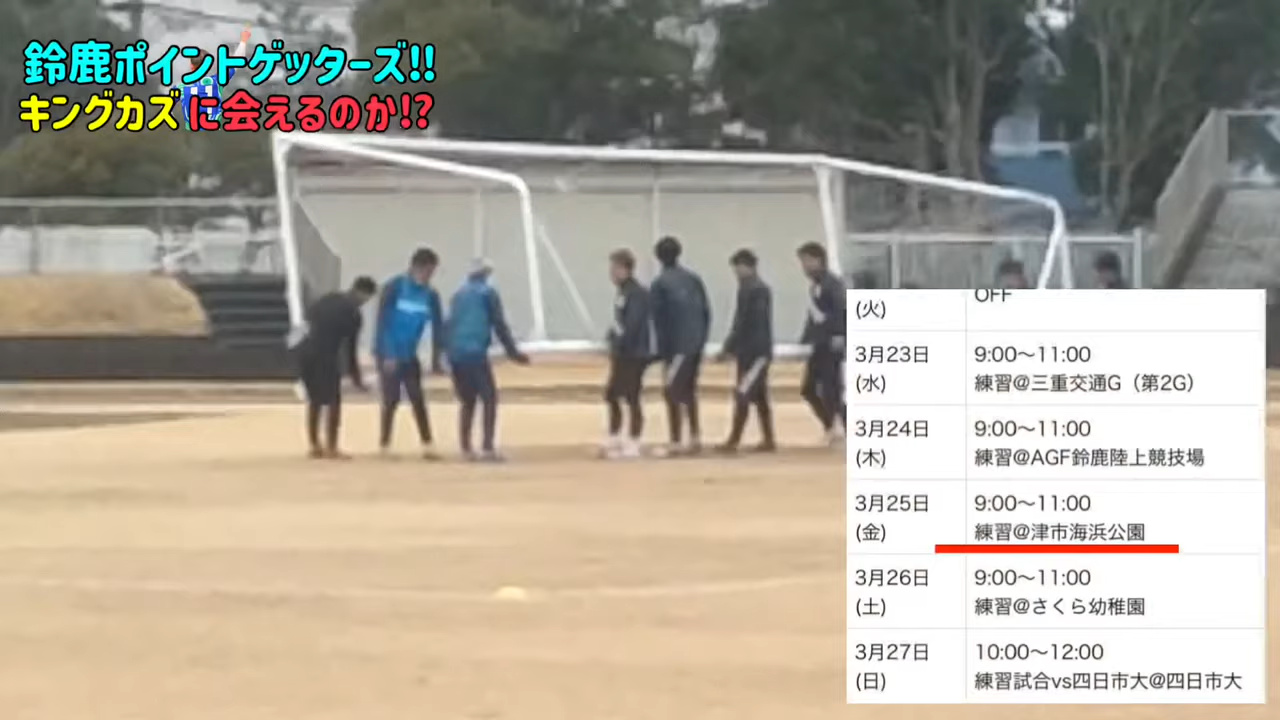 鈴鹿ポイントゲッターズ!!
キングカズに会えるのか!?
OFF
(火)
3月23日 9:00〜11:00
(水) 練習@三重交通G（第2G）
3月24日 9:00〜11:00
(木) 練習@AGF鈴鹿陸上競技場
3月25日 9:00〜11:00
(金) 練習@津市海浜公園
3月26日 9:00〜11:00
(土) 練習@さくら幼稚園
3月27日 10:00〜12:00
(日) 練習試合vs四日市大@四日市大